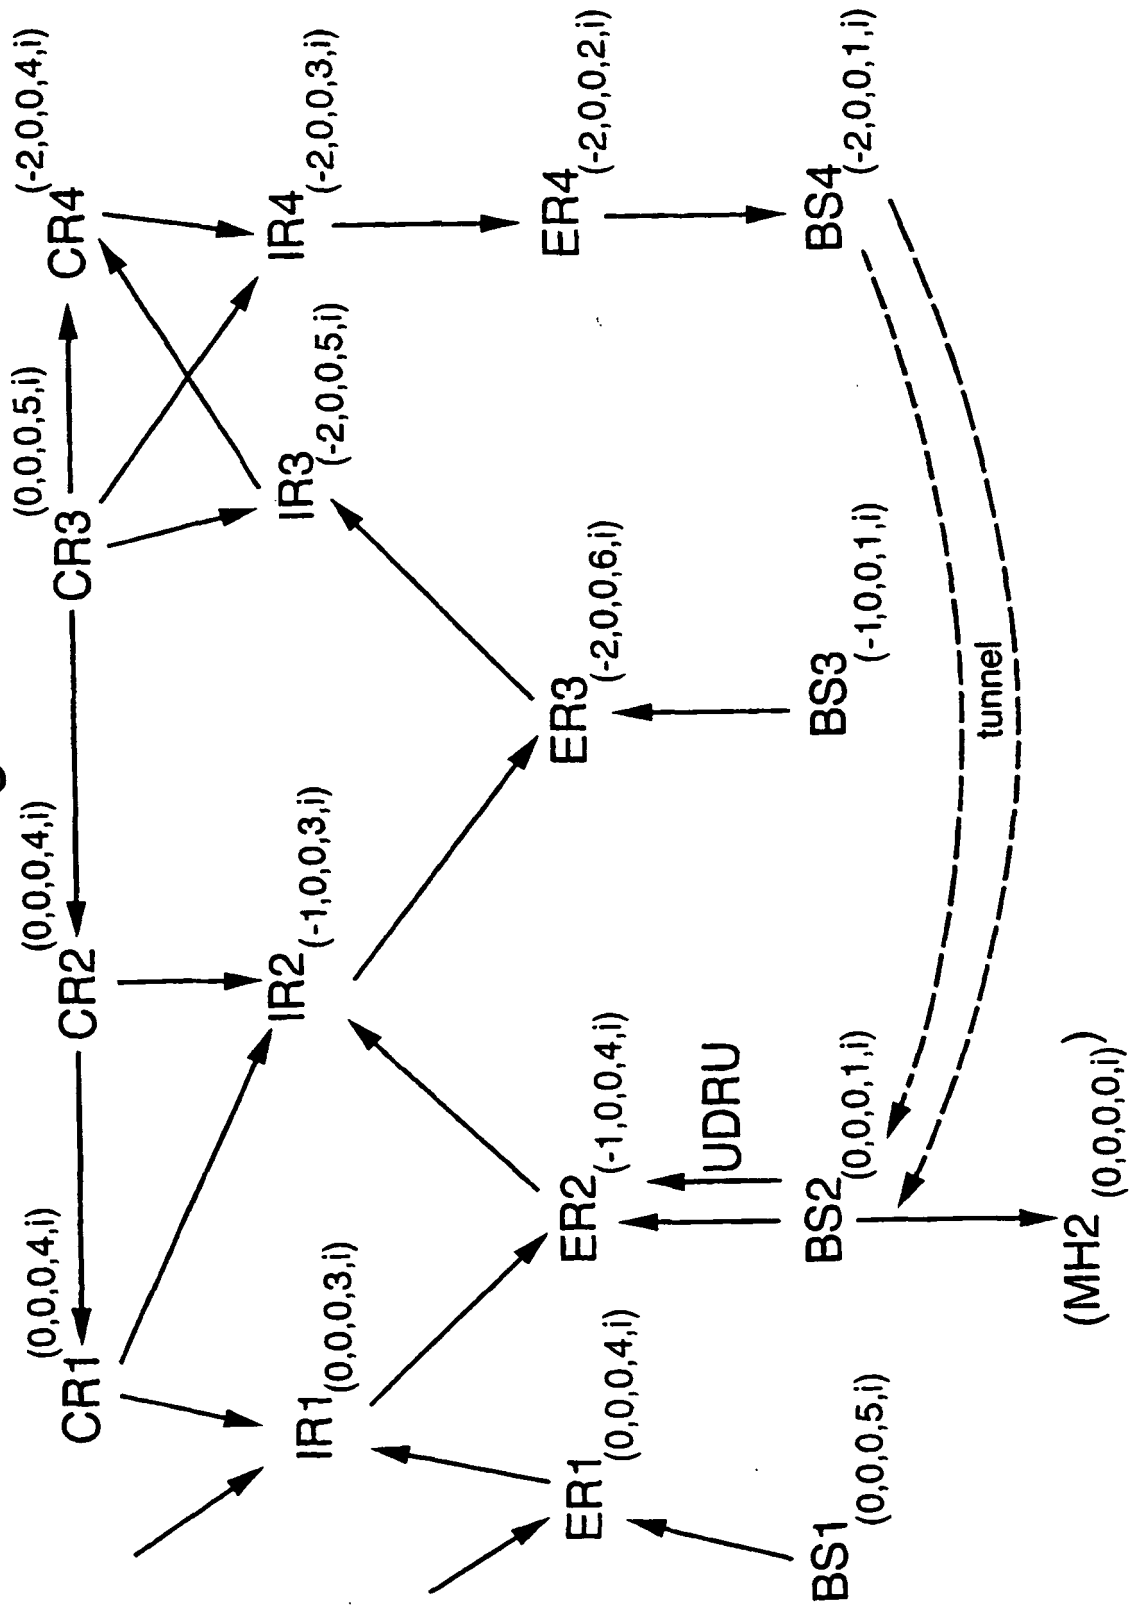 CR1 (0,0,0,4,i)
CR2 (0,0,0,4,i)
CR3 (0,0,0,5,i)
CR4 (-2,0,0,4,i)
IR1 (0,0,0,3,i)
IR2 (-1,0,0,3,i)
IR3 (-2,0,0,5,i)
IR4 (-2,0,0,3,i)
ER1 (0,0,0,4,i)
ER2 (-1,0,0,4,i)
ER3 (-2,0,0,6,i)
ER4 (-2,0,0,2,i)
UDRU
BS1 (0,0,0,5,i)
BS2 (0,0,0,1,i)
BS3 (-1,0,0,1,i)
BS4 (-2,0,0,1,i)
tunnel
(MH2 (0,0,0,0,i))